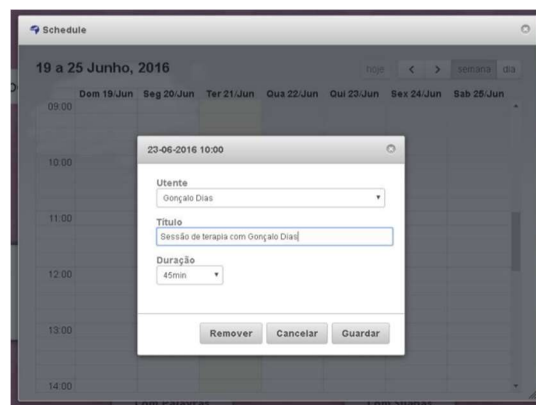 Schedule
19 a 25 Junho, 2016
hoje < > semana dia
Dom 19/Jun Seg 20/Jun Ter 21/Jun Qua 22/Jun Qui 23/Jun Sex 24/Jun Sab 25/Jun
09:00
23-06-2016 10:00
10:00
Utente
Gonçalo Dias
11:00
Título
Sessão de terapia com Gonçalo Dias
Duração
45min
12:00
13:00
Remover Cancelar Guardar
14:00